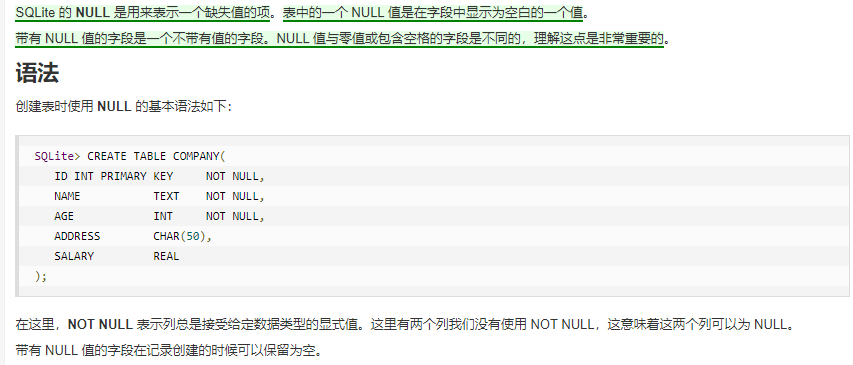 SQLite 的 NULL 是用来表示一个缺失值的项。表中的一个 NULL 值是在字段中显示为空白的一个值。
带有 NULL 值的字段是一个不带有值的字段。NULL 值与零值或包含空格的字段是不同的，理解这点是非常重要的。
语法
创建表时使用 NULL 的基本语法如下：
SQLite> CREATE TABLE COMPANY(
   ID INT PRIMARY KEY     NOT NULL,
   NAME           TEXT    NOT NULL,
   AGE            INT     NOT NULL,
   ADDRESS        CHAR(50),
   SALARY         REAL
);
在这里，NOT NULL 表示列总是接受给定数据类型的显式值。这里有两个列我们没有使用 NOT NULL，这意味着这两个列可以为 NULL。
带有 NULL 值的字段在记录创建的时候可以保留为空。